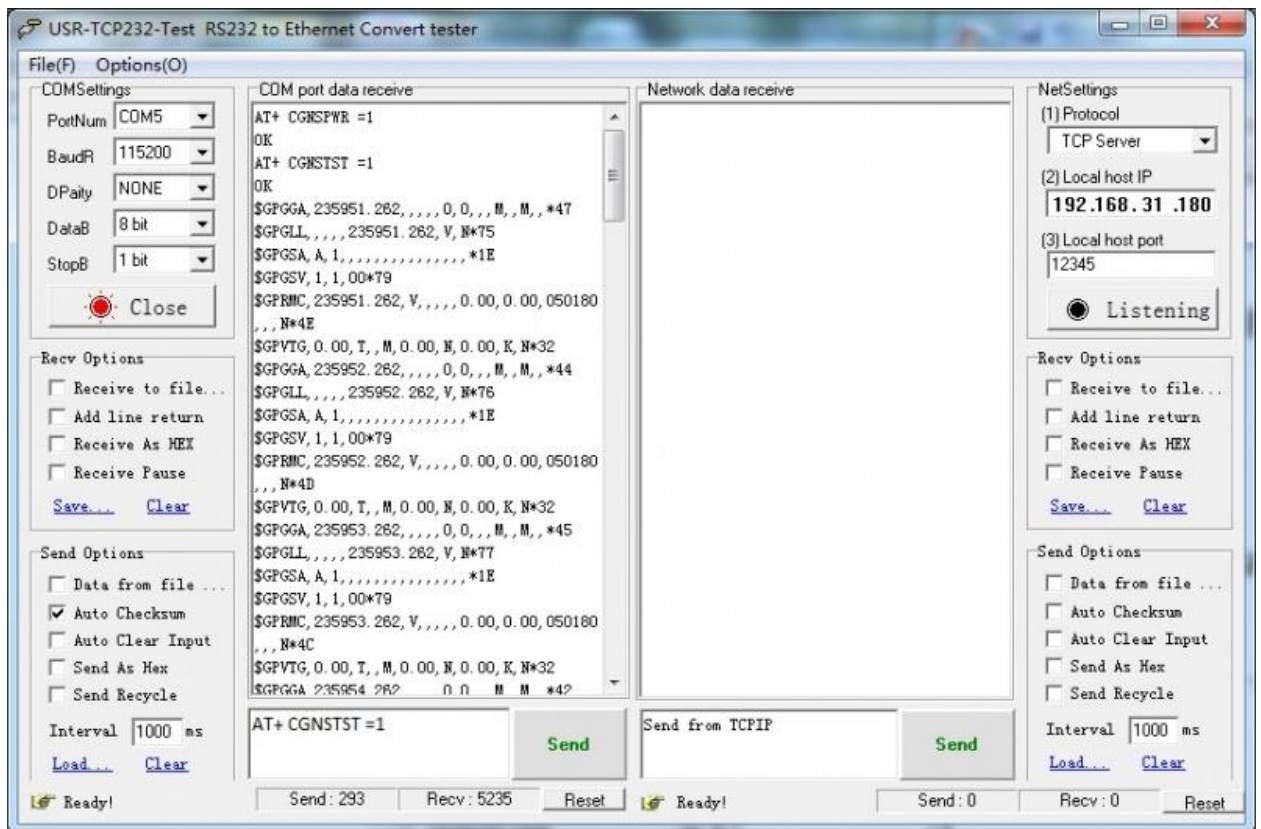 USR-TCP232-Test RS232 to Ethernet Convert tester
File(F) Options(O)
COMSettings
PortNum COM5
BaudR 115200
DPaity NONE
DataB 8 bit
StopB 1 bit
Close
Recv Options
Receive to file...
Add line return
Receive As HEX
Receive Pause
Save... Clear
Send Options
Data from file ...
Auto Checksum
Auto Clear Input
Send As Hex
Send Recycle
Interval 1000 ms
Load... Clear
Ready!
COM port data receive
AT+ CGNSPWR =1
OK
AT+ CGNSTST =1
OK
$GPGGA,235951.262,,,,,0,0,,,M,,M,,*47
$GPGLL,,,,,235951.262,V,N*75
$GPGSA,A,1,,,,,,,,,,,,,,,*1E
$GPGSV,1,1,00*79
$GPRMC,235951.262,V,,,,,0.00,0.00,050180
,,,N*4E
$GPVTG,0.00,T,,M,0.00,N,0.00,K,N*32
$GPGGA,235952.262,,,,,0,0,,,M,,M,,*44
$GPGLL,,,,,235952.262,V,N*76
$GPGSA,A,1,,,,,,,,,,,,,,,*1E
$GPGSV,1,1,00*79
$GPRMC,235952.262,V,,,,,0.00,0.00,050180
,,,N*4D
$GPVTG,0.00,T,,M,0.00,N,0.00,K,N*32
$GPGGA,235953.262,,,,,0,0,,,M,,M,,*45
$GPGLL,,,,,235953.262,V,N*77
$GPGSA,A,1,,,,,,,,,,,,,,,*1E
$GPGSV,1,1,00*79
$GPRMC,235953.262,V,,,,,0.00,0.00,050180
,,,N*4C
$GPVTG,0.00,T,,M,0.00,N,0.00,K,N*32
$GPGGA,235954.262,,,,,0,0,,,M,,M,,*42
AT+ CGNSTST =1
Send
Send : 293 Recv : 5235 Reset
Network data receive
Send from TCPIP
Send
Ready! Send : 0 Recv : 0 Reset
NetSettings
(1) Protocol
TCP Server
(2) Local host IP
192.168. 31 .180
(3) Local host port
12345
Listening
Recv Options
Receive to file...
Add line return
Receive As HEX
Receive Pause
Save... Clear
Send Options
Data from file ...
Auto Checksum
Auto Clear Input
Send As Hex
Send Recycle
Interval 1000 ms
Load... Clear